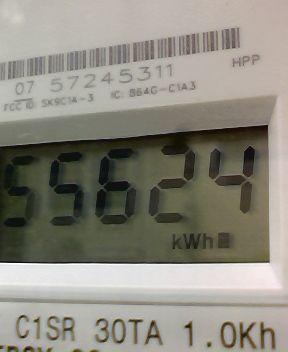 07 57245311 HPP
FCC ID: SK9C1A-3 IC: 864G-C1A3
55624
kWh
C1SR 30TA 1.0Kh